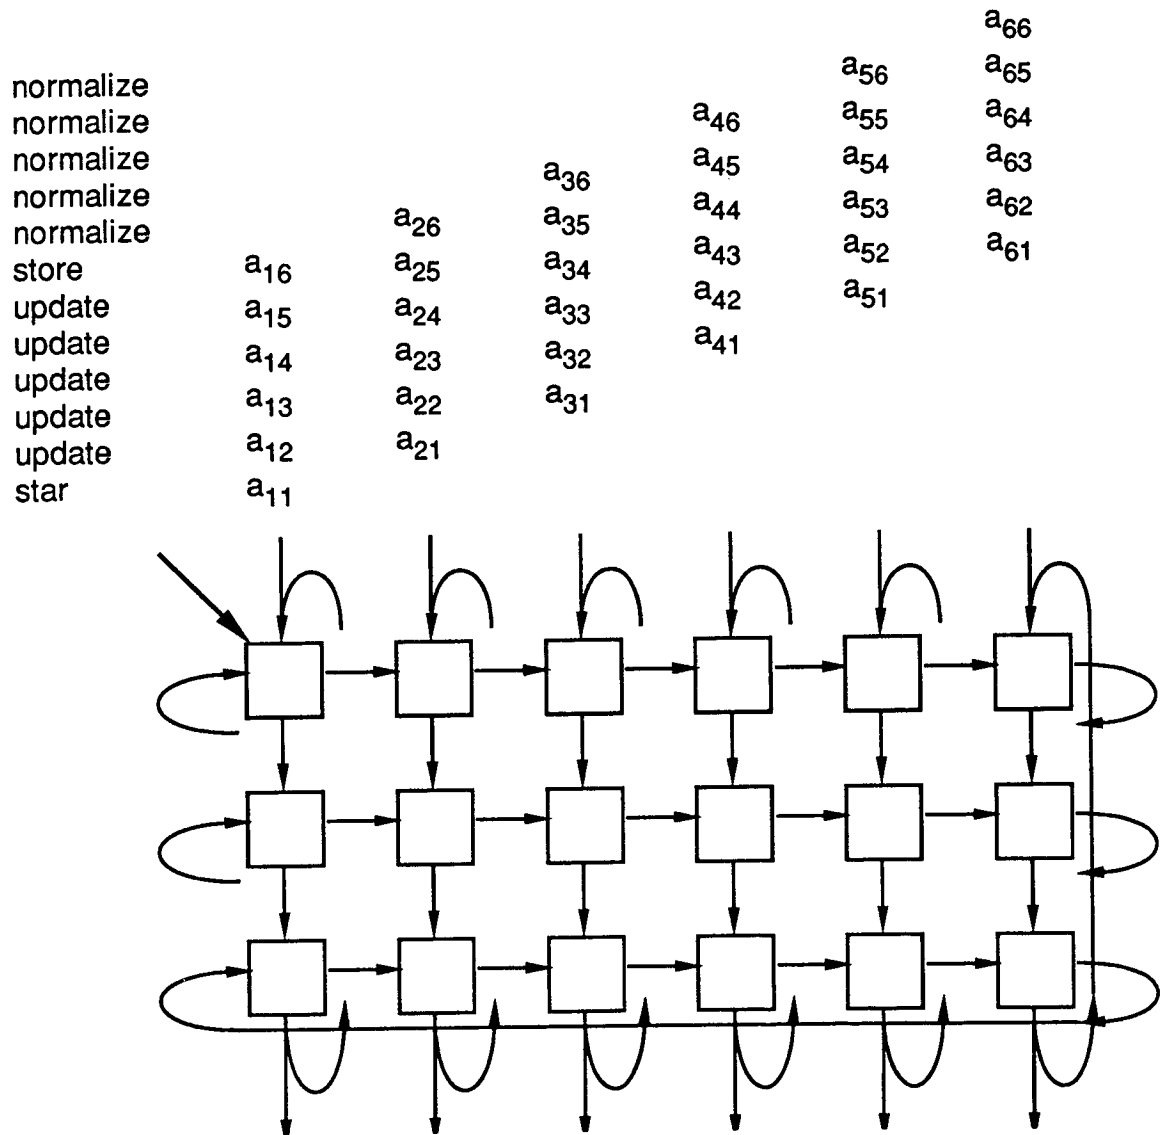 a66
a56 a65
normalize
a46 a55 a64
normalize
a36 a45 a54 a63
normalize
a26 a35 a44 a53 a62
normalize
normalize
a16 a25 a34 a43 a52 a61
store
a15 a24 a33 a42 a51
update
a14 a23 a32 a41
update
update
a13 a22 a31
update
a12 a21
update
a11
star